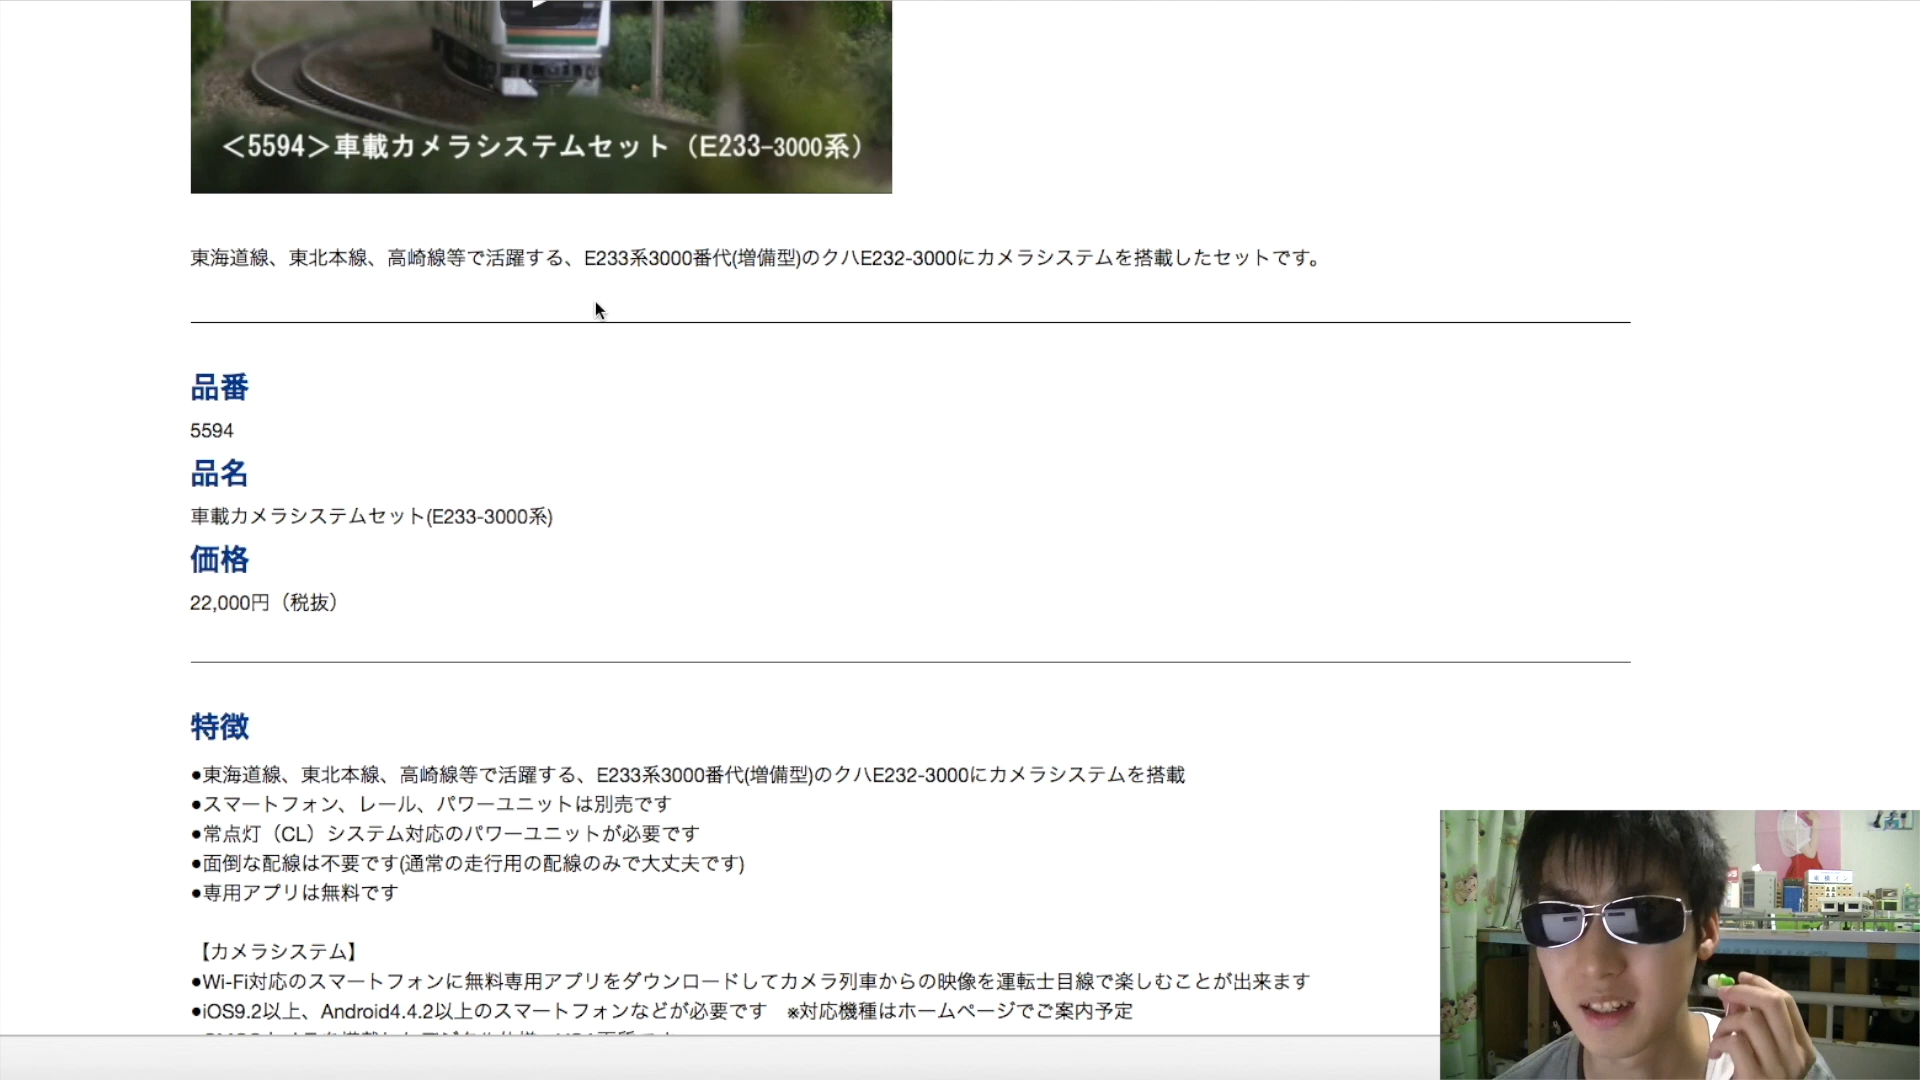 ＜5594＞車載カメラシステムセット（E233-3000系）
東海道線、東北本線、高崎線等で活躍する、E233系3000番代(増備型)のクハE232-3000にカメラシステムを搭載したセットです。
品番
5594
品名
車載カメラシステムセット(E233-3000系)
価格
22,000円（税抜）
特徴
●東海道線、東北本線、高崎線等で活躍する、E233系3000番代(増備型)のクハE232-3000にカメラシステムを搭載
●スマートフォン、レール、パワーユニットは別売です
●常点灯（CL）システム対応のパワーユニットが必要です
●面倒な配線は不要です(通常の走行用の配線のみで大丈夫です)
●専用アプリは無料です
【カメラシステム】
●Wi-Fi対応のスマートフォンに無料専用アプリをダウンロードしてカメラ列車からの映像を運転士目線で楽しむことが出来ます
●iOS9.2以上、Android4.4.2以上のスマートフォンなどが必要です　※対応機種はホームページでご案内予定